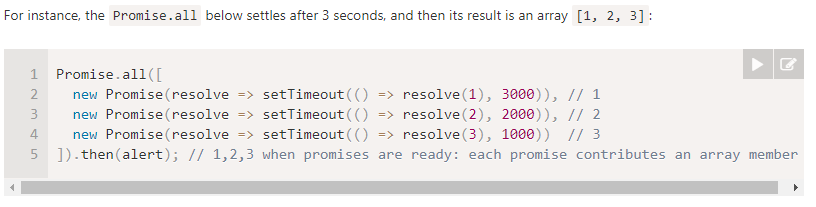 For instance, the Promise.all below settles after 3 seconds, and then its result is an array [1, 2, 3]:
1 Promise.all([
2   new Promise(resolve => setTimeout(() => resolve(1), 3000)), // 1
3   new Promise(resolve => setTimeout(() => resolve(2), 2000)), // 2
4   new Promise(resolve => setTimeout(() => resolve(3), 1000))  // 3
5 ]).then(alert); // 1,2,3 when promises are ready: each promise contributes an array member